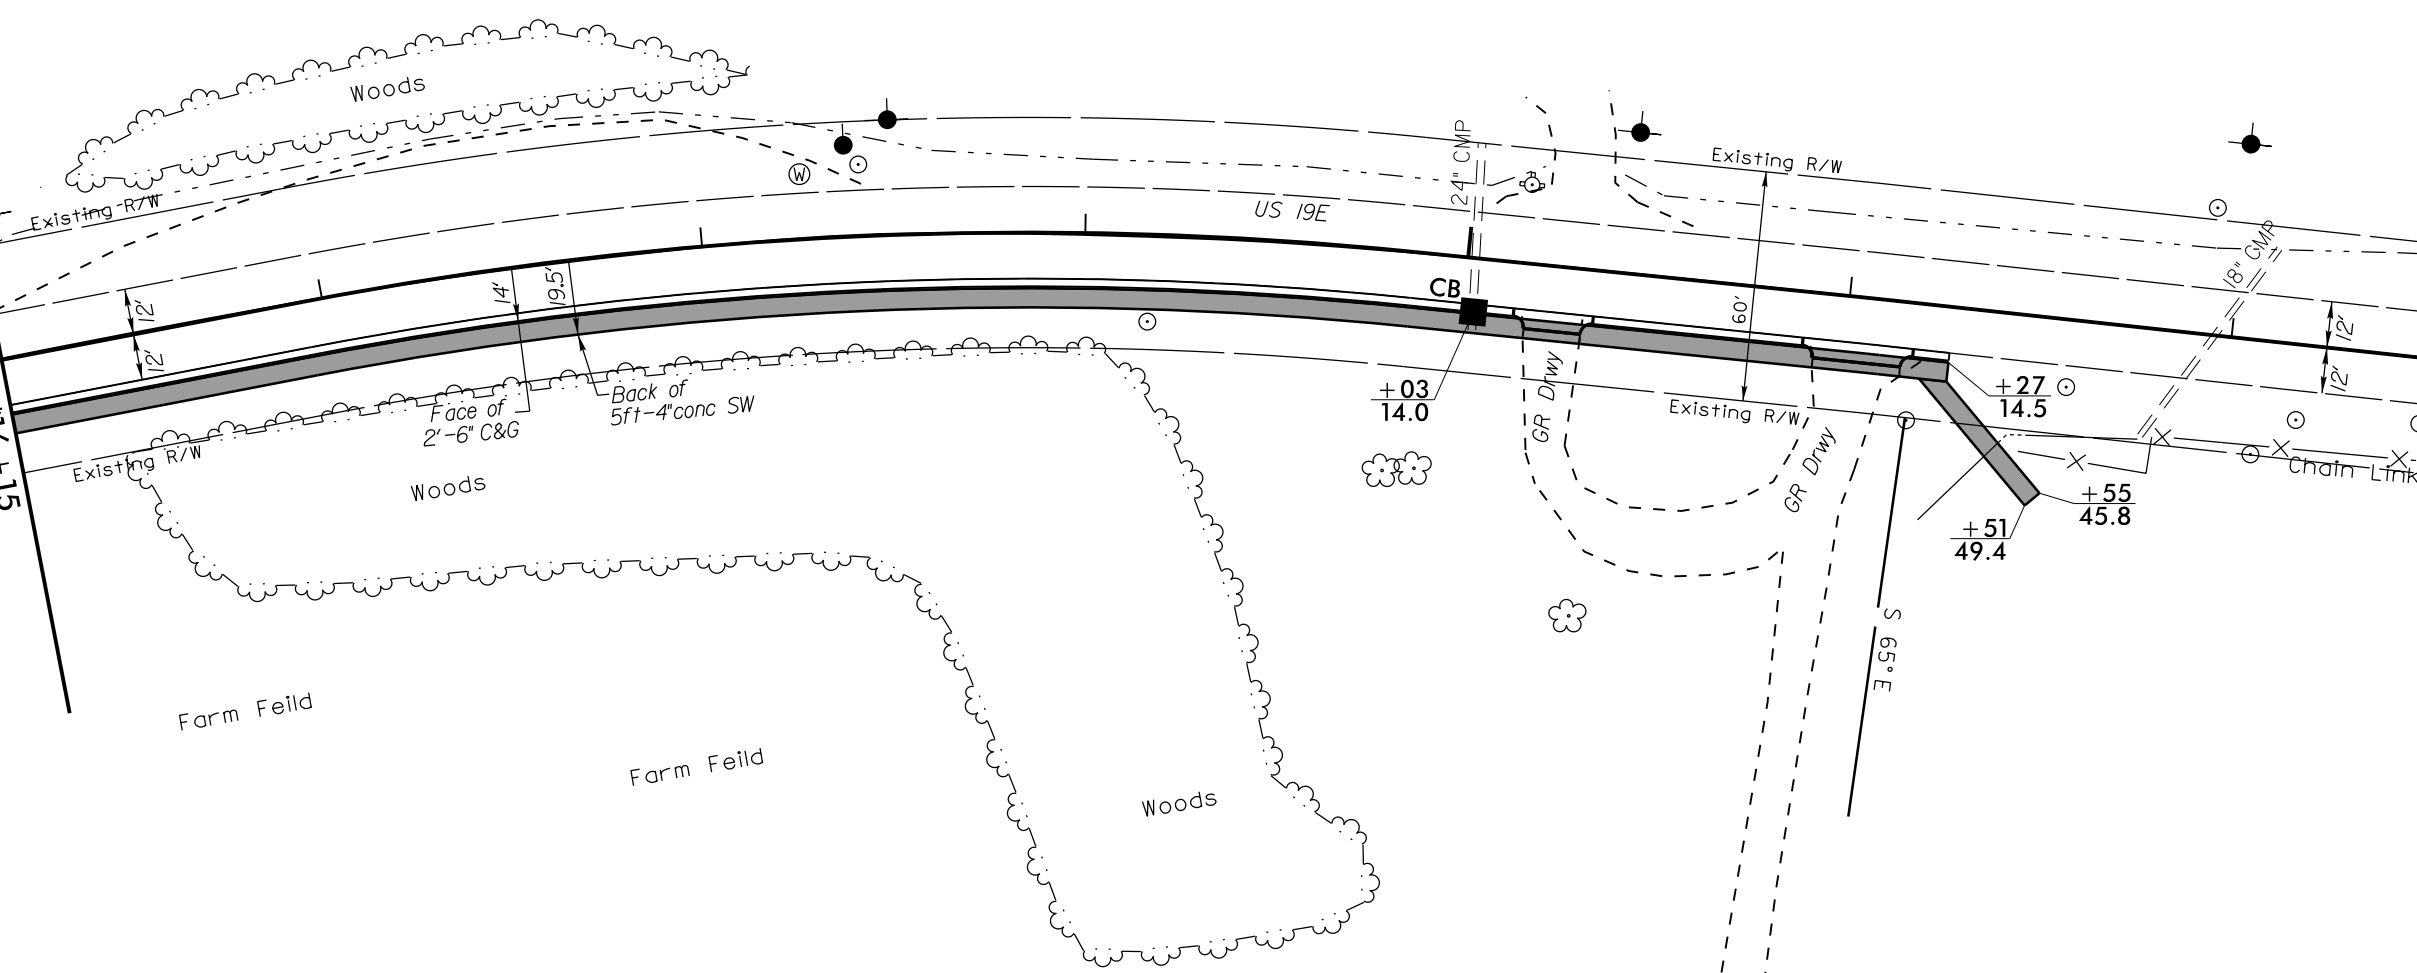 Woods
Existing R/W
W
US 19E
24" CMP
Existing R/W
18" CMP
12'
12'
14'
19.5'
CB
60'
12'
12'
Face of
2'-6" C&G
Back of
5ft-4"conc SW
+03
14.0
GR Drwy
Existing R/W
GR Drwy
+27
14.5
Existing R/W
Woods
Chain Link
+55
45.8
+51
49.4
+15
S 65° E
Farm Feild
Farm Feild
Woods